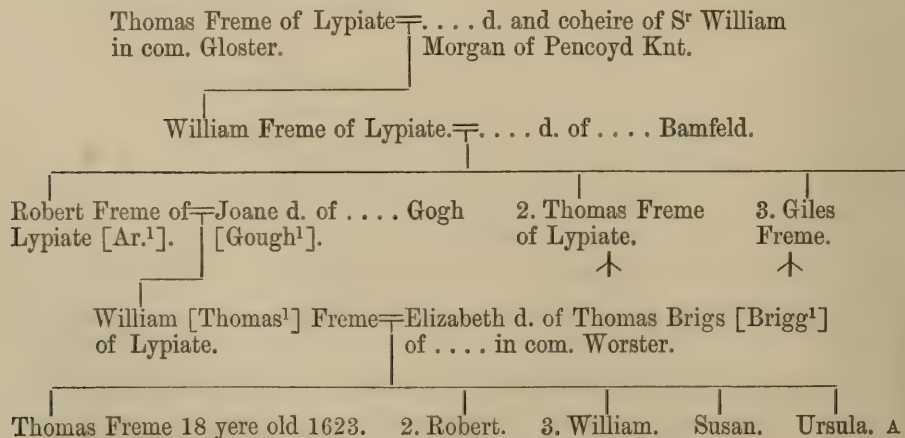 Thomas Freme of Lypiate=. . . . d. and coheire of Sʳ William
in com. Gloster. Morgan of Pencoyd Knt.
William Freme of Lypiate.=. . . . d. of . . . . Bamfeld.
Robert Freme of=Joane d. of . . . . Gogh 2. Thomas Freme 3. Giles
Lypiate [Ar.¹]. [Gough¹]. of Lypiate. Freme.
William [Thomas¹] Freme=Elizabeth d. of Thomas Brigs [Brigg¹]
of Lypiate. of . . . . in com. Worster.
Thomas Freme 18 yere old 1623. 2. Robert. 3. William. Susan. Ursula. A